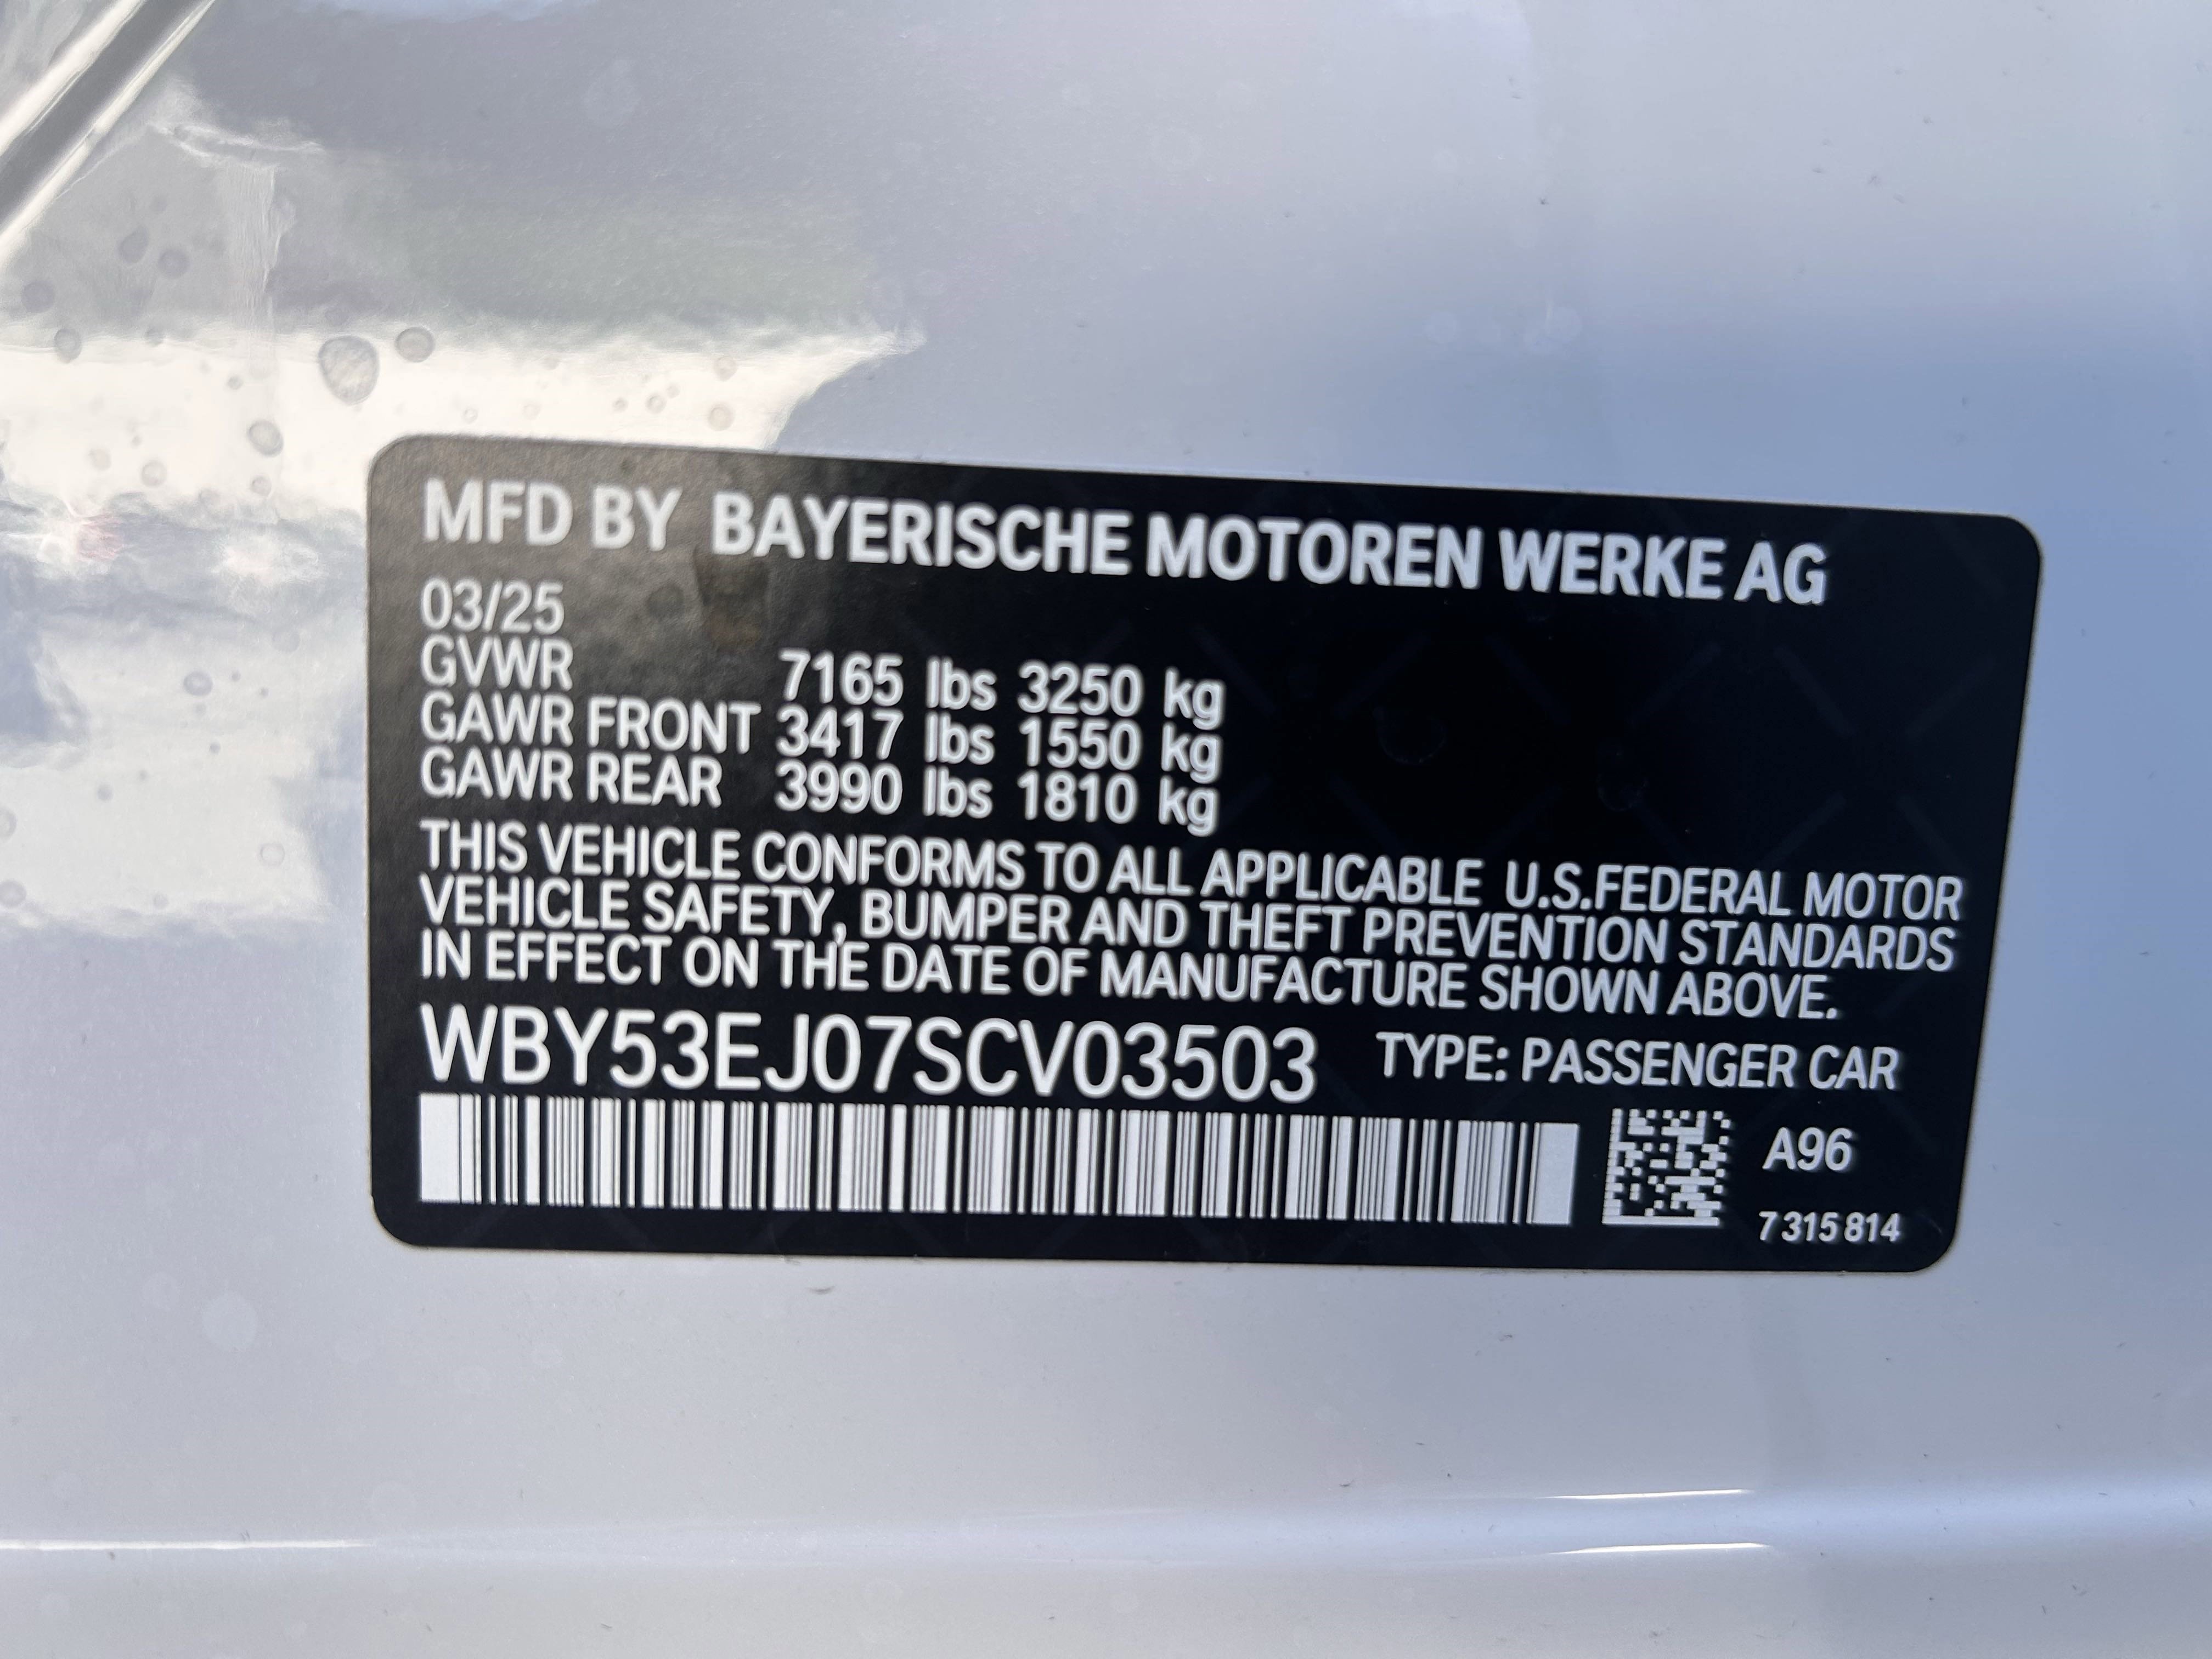 MFD BY BAYERISCHE MOTOREN WERKE AG
03/25
GVWR 7165 lbs 3250 kg
GAWR FRONT 3417 lbs 1550 kg
GAWR REAR 3990 lbs 1810 kg
THIS VEHICLE CONFORMS TO ALL APPLICABLE U.S.FEDERAL MOTOR
VEHICLE SAFETY, BUMPER AND THEFT PREVENTION STANDARDS
IN EFFECT ON THE DATE OF MANUFACTURE SHOWN ABOVE.
WBY53EJ07SCV03503 TYPE: PASSENGER CAR
A96
7 315 814